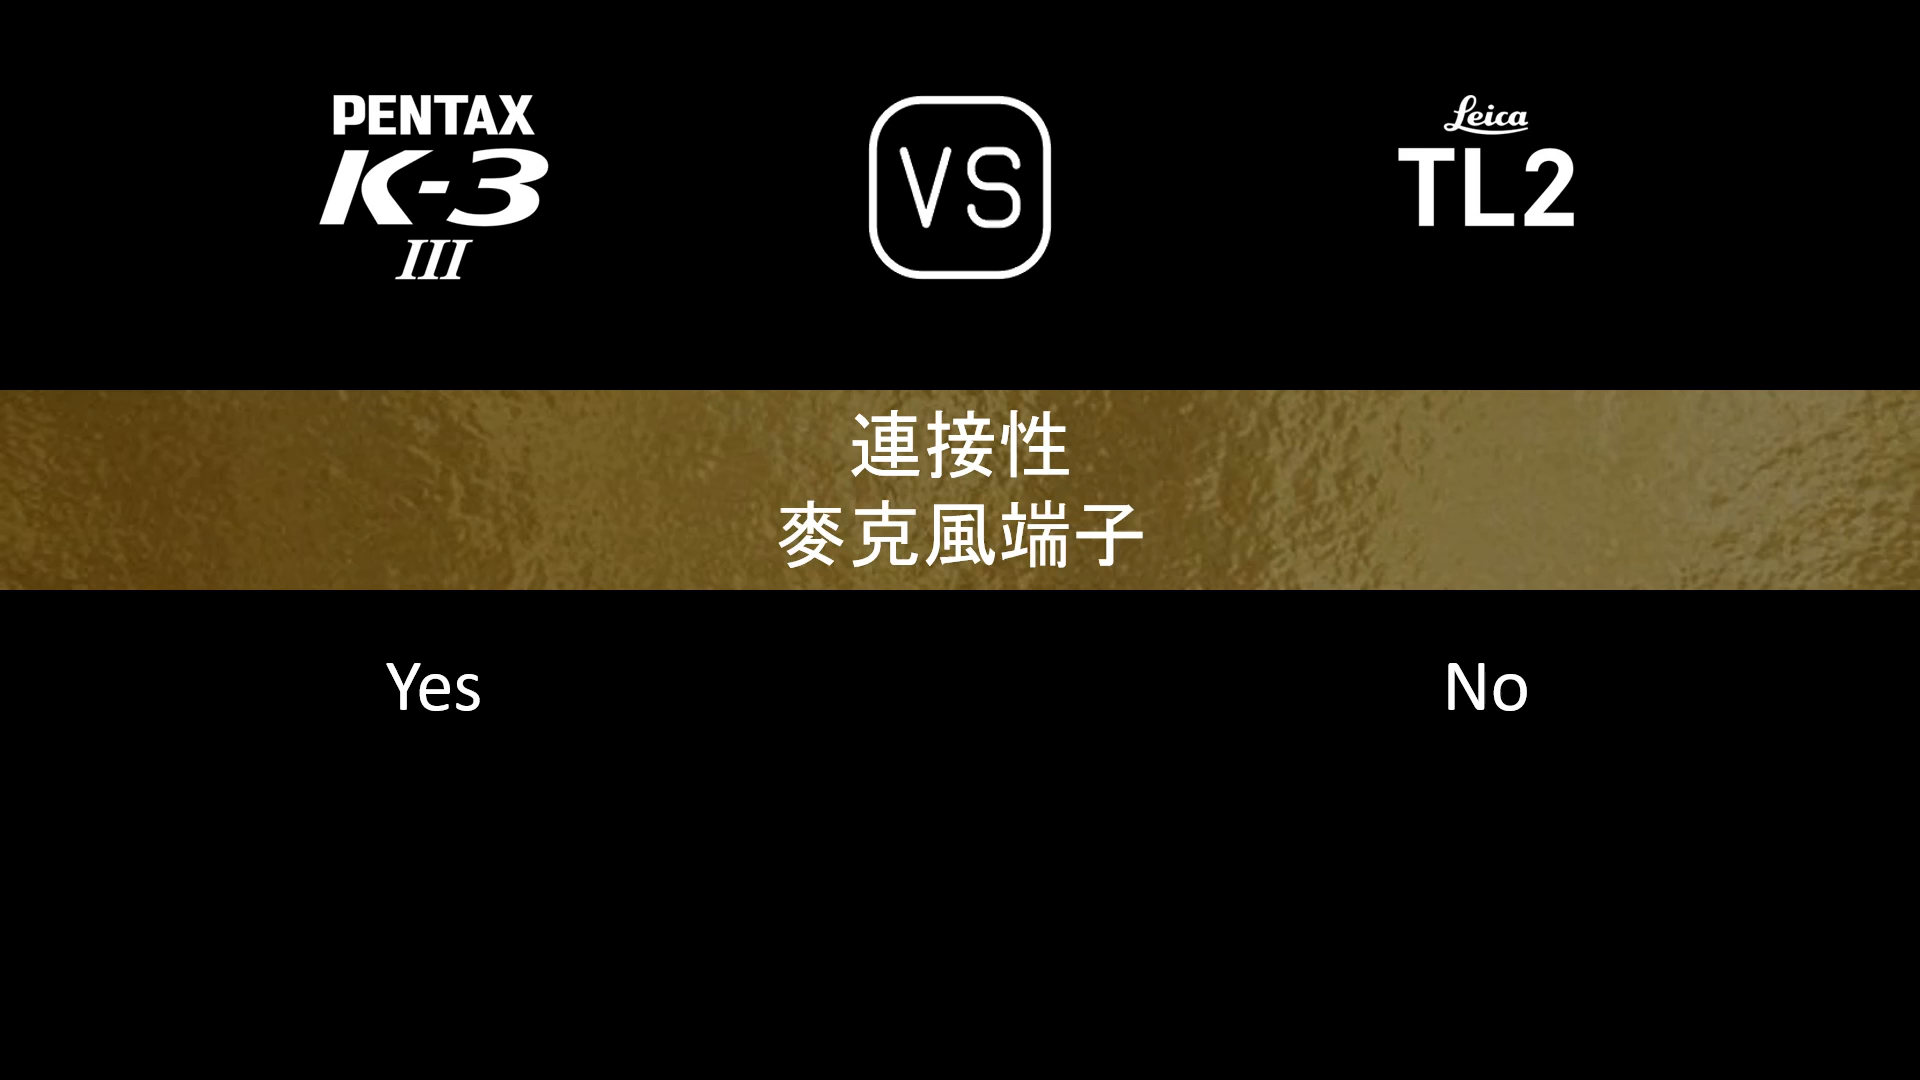 PENTAX
K-3
III
VS
Leica
TL2
連接性
麥克風端子
Yes
No